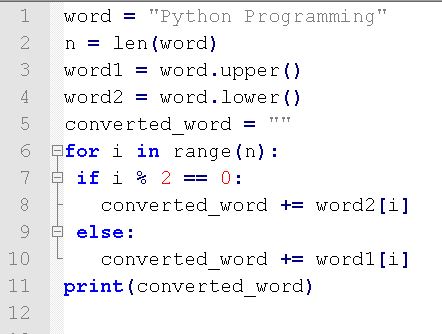 1 word = "Python Programming"
2 n = len(word)
3 word1 = word.upper()
4 word2 = word.lower()
5 converted_word = ""
6 for i in range(n):
7  if i % 2 == 0:
8    converted_word += word2[i]
9  else:
10    converted_word += word1[i]
11 print(converted_word)
12